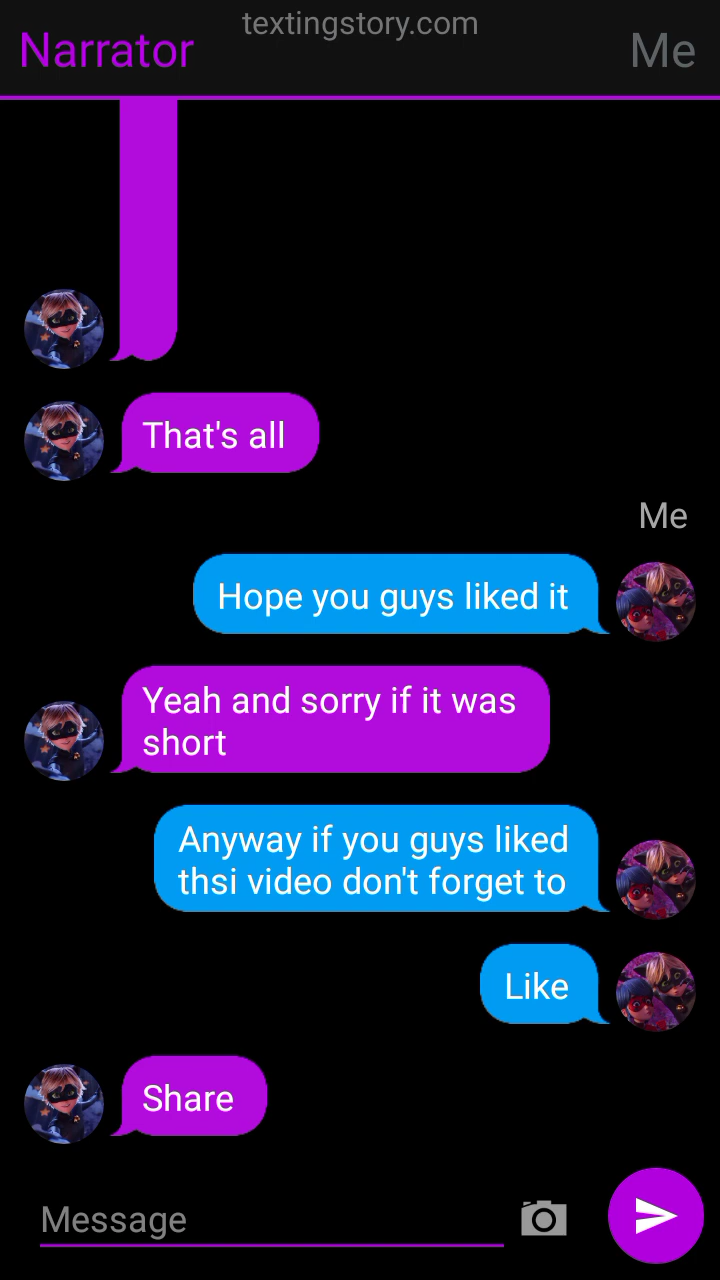 textingstory.com
Narrator
Me
That's all
Me
Hope you guys liked it
Yeah and sorry if it was
short
Anyway if you guys liked
thsi video don't forget to
Like
Share
Message